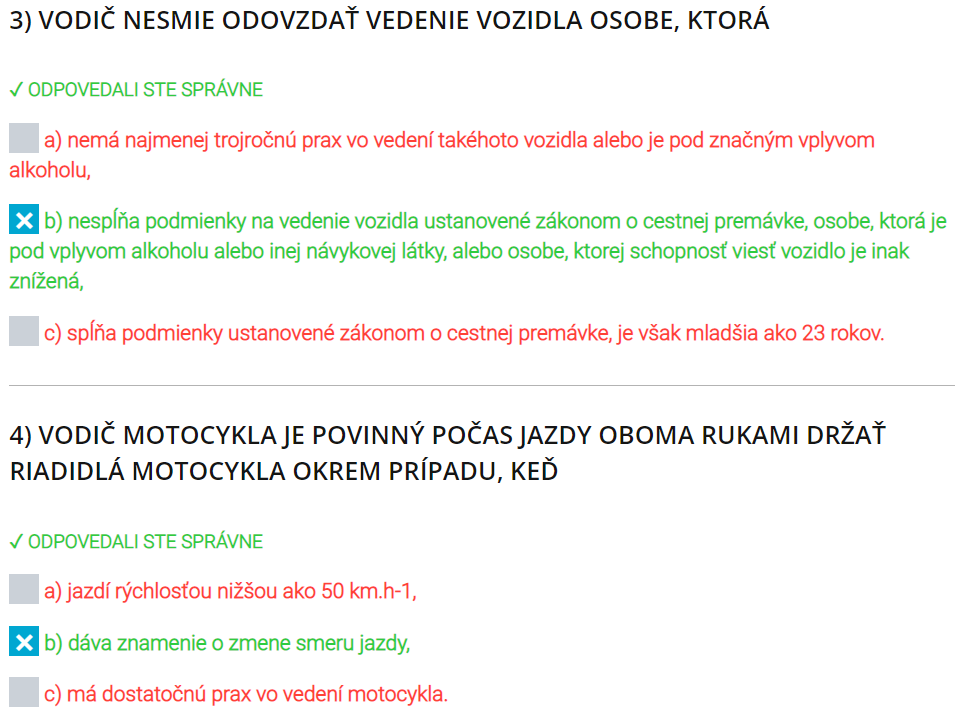 3) VODIČ NESMIE ODOVZDAŤ VEDENIE VOZIDLA OSOBE, KTORÁ
✓ ODPOVEDALI STE SPRÁVNE
a) nemá najmenej trojročnú prax vo vedení takéhoto vozidla alebo je pod značným vplyvom
alkoholu,
b) nespĺňa podmienky na vedenie vozidla ustanovené zákonom o cestnej premávke, osobe, ktorá je
pod vplyvom alkoholu alebo inej návykovej látky, alebo osobe, ktorej schopnosť viesť vozidlo je inak
znížená,
c) spĺňa podmienky ustanovené zákonom o cestnej premávke, je však mladšia ako 23 rokov.
4) VODIČ MOTOCYKLA JE POVINNÝ POČAS JAZDY OBOMA RUKAMI DRŽAŤ
RIADIDLÁ MOTOCYKLA OKREM PRÍPADU, KEĎ
✓ ODPOVEDALI STE SPRÁVNE
a) jazdí rýchlosťou nižšou ako 50 km.h-1,
b) dáva znamenie o zmene smeru jazdy,
c) má dostatočnú prax vo vedení motocykla.